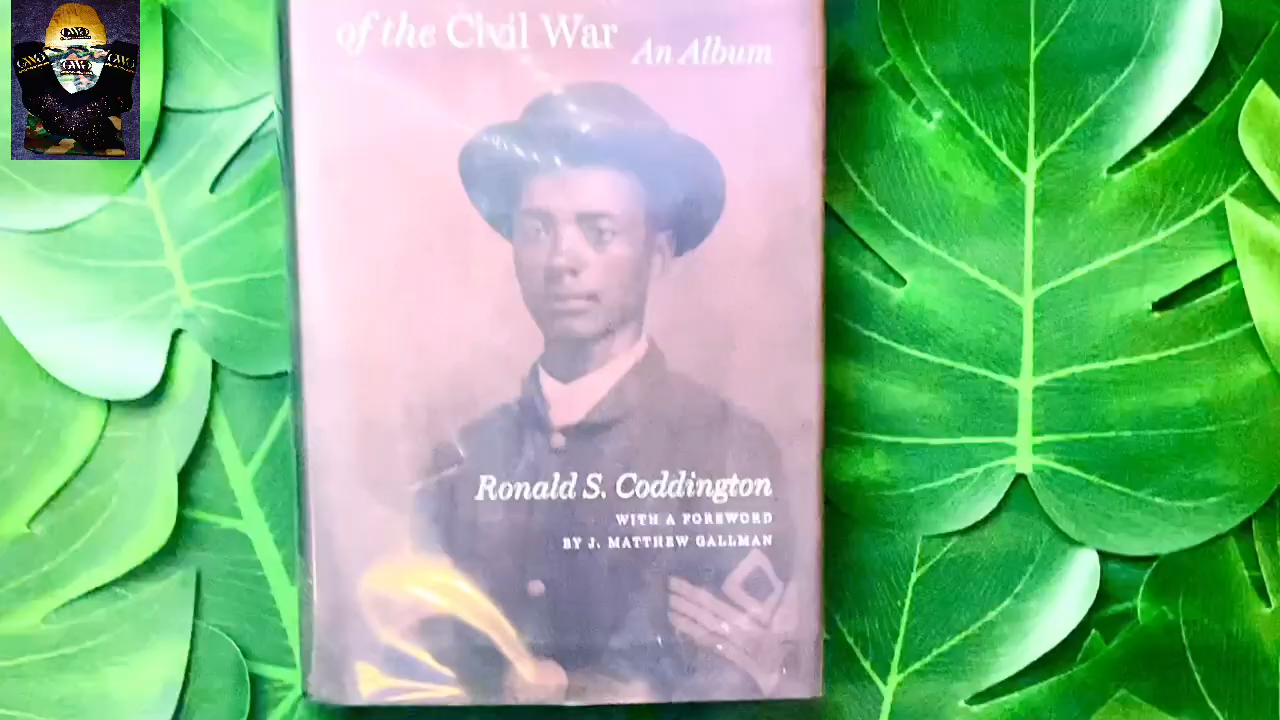 of the Civil War
An Album
Ronald S. Coddington
WITH A FOREWORD
BY J. MATTHEW GALLMAN